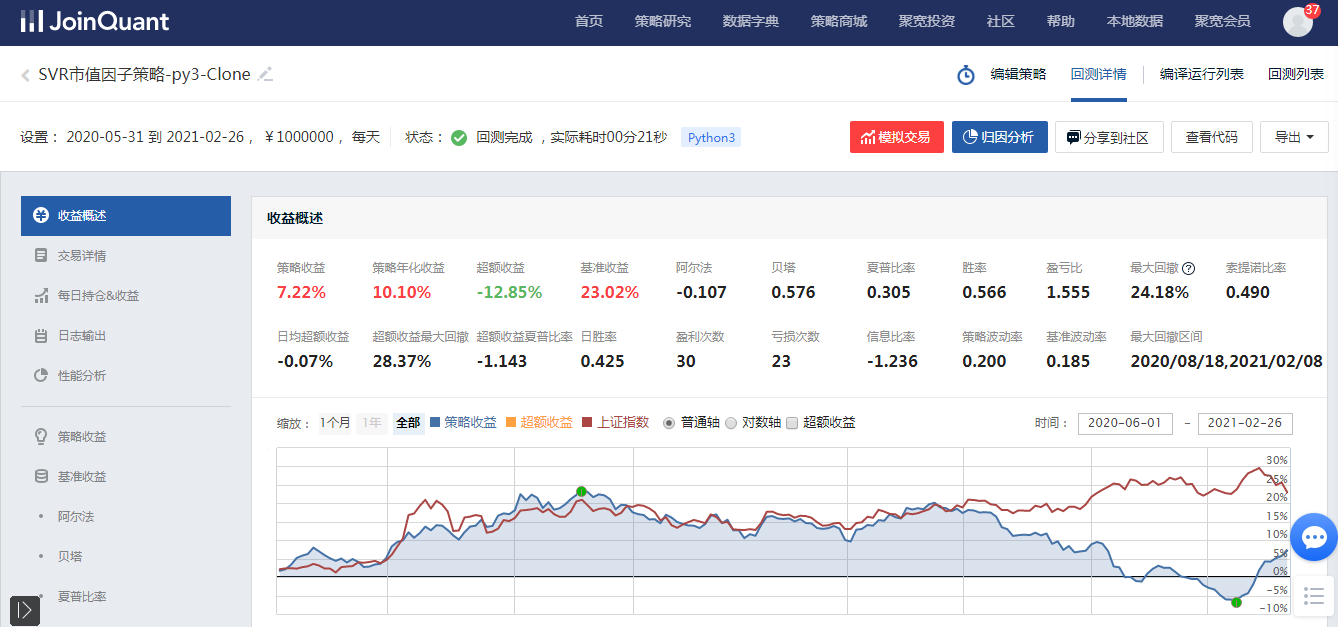 JoinQuant 首页 策略研究 数据字典 策略商城 聚宽投资 社区 帮助 本地数据 聚宽会员 37
SVR市值因子策略-py3-Clone 编辑策略 回测详情 编译运行列表 回测列表
设置： 2020-05-31 到 2021-02-26 ， ￥1000000 ， 每天 状态： 回测完成 ，实际耗时00分21秒 Python3 模拟交易 归因分析 分享到社区 查看代码 导出
收益概述
交易详情
每日持仓&收益
日志输出
性能分析
策略收益
基准收益
阿尔法
贝塔
夏普比率
收益概述
策略收益 策略年化收益 超额收益 基准收益 阿尔法 贝塔 夏普比率 胜率 盈亏比 最大回撤 ? 索提诺比率
7.22% 10.10% -12.85% 23.02% -0.107 0.576 0.305 0.566 1.555 24.18% 0.490
日均超额收益 超额收益最大回撤 超额收益夏普比率 日胜率 盈利次数 亏损次数 信息比率 策略波动率 基准波动率 最大回撤区间
-0.07% 28.37% -1.143 0.425 30 23 -1.236 0.200 0.185 2020/08/18,2021/02/08
缩放： 1个月 1年 全部 策略收益 超额收益 上证指数 普通轴 对数轴 超额收益 时间： 2020-06-01 - 2021-02-26
30%
25%
20%
15%
10%
5%
0%
-5%
-10%